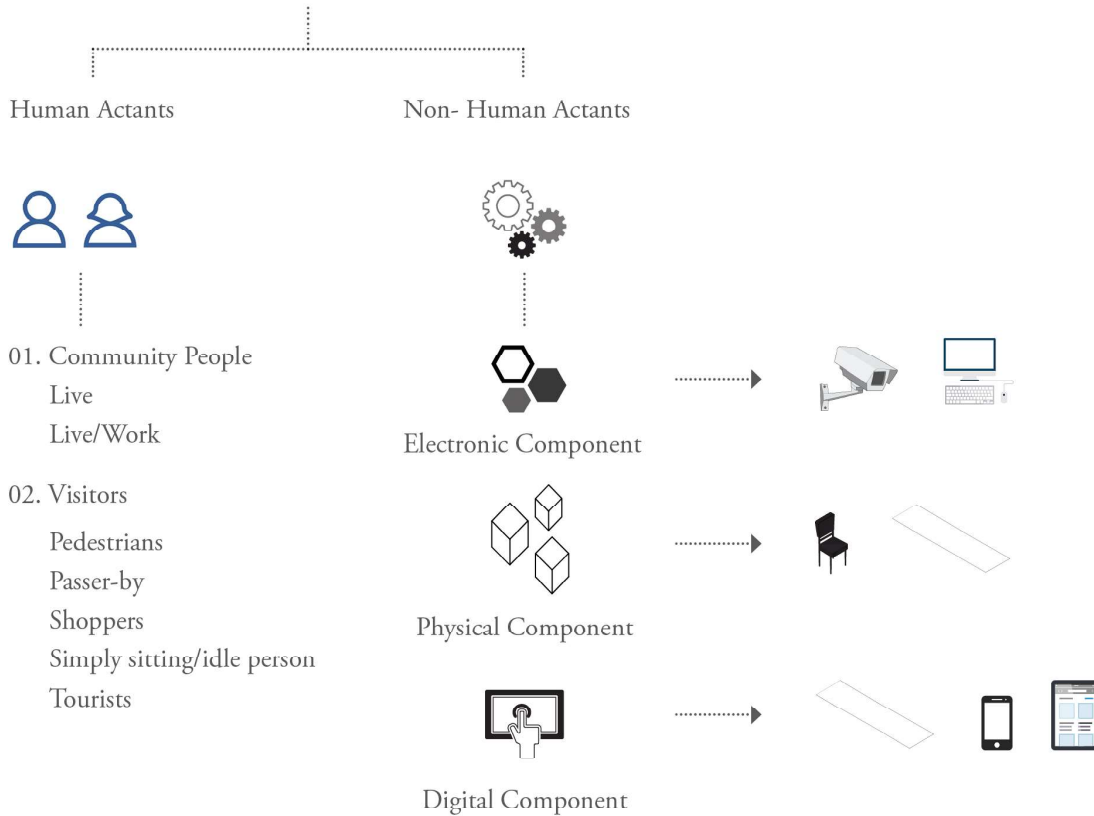 Human Actants
Non- Human Actants
01. Community People
Live
Live/Work
02. Visitors
Pedestrians
Passer-by
Shoppers
Simply sitting/idle person
Tourists
Electronic Component
Physical Component
Digital Component